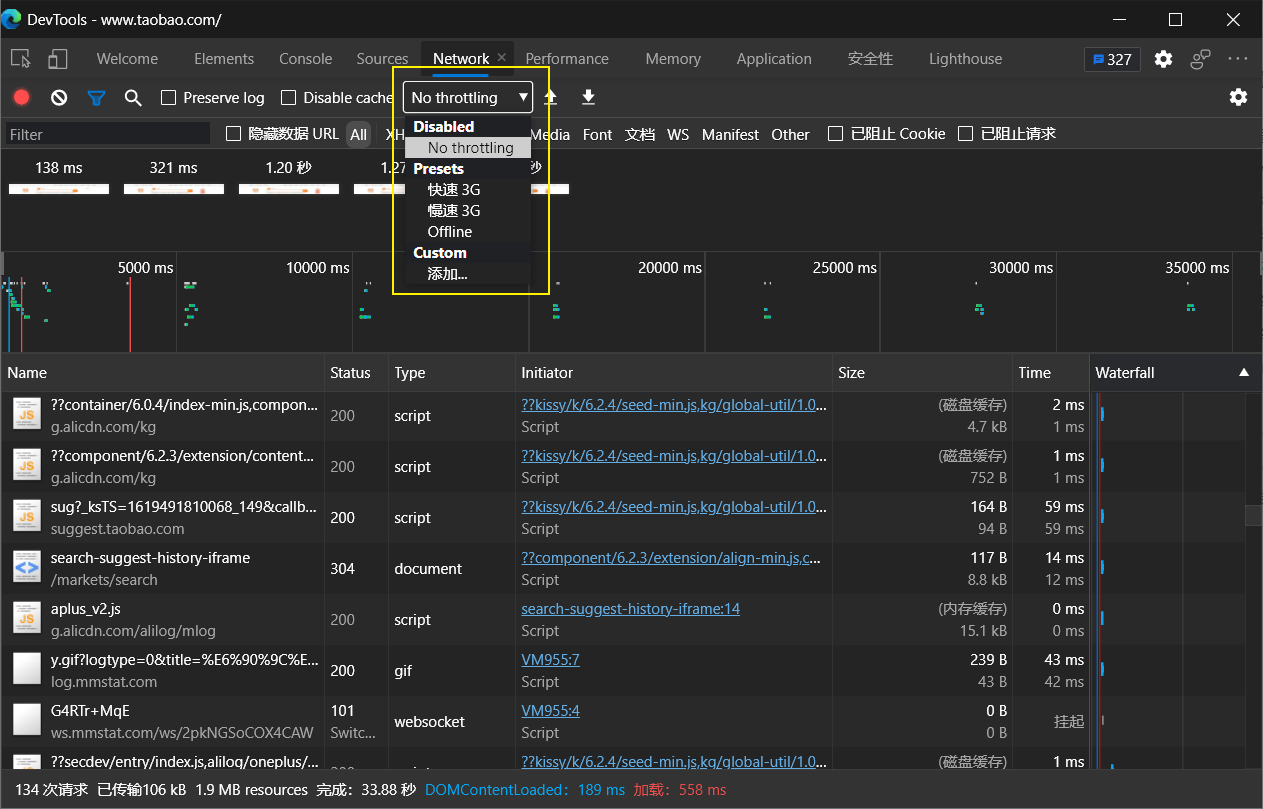 DevTools - www.taobao.com/
Welcome Elements Console Sources Network Performance Memory Application 安全性 Lighthouse 327
Preserve log Disable cache No throttling
Filter 隐藏数据 URL All XH Media Font 文档 WS Manifest Other 已阻止 Cookie 已阻止请求
Disabled
No throttling
Presets
快速 3G
慢速 3G
Offline
Custom
添加...
138 ms 321 ms 1.20 秒 1.27 秒
5000 ms 10000 ms 20000 ms 25000 ms 30000 ms 35000 ms
Name Status Type Initiator Size Time Waterfall
??container/6.0.4/index-min.js,compon... 200 script ??kissy/k/6.2.4/seed-min.js,kg/global-util/1.0... (磁盘缓存) 2 ms
g.alicdn.com/kg Script 4.7 kB 1 ms
??component/6.2.3/extension/content... 200 script ??kissy/k/6.2.4/seed-min.js,kg/global-util/1.0... (磁盘缓存) 1 ms
g.alicdn.com/kg Script 752 B 1 ms
sug?_ksTS=1619491810068_149&callb... 200 script ??kissy/k/6.2.4/seed-min.js,kg/global-util/1.0... 164 B 59 ms
suggest.taobao.com Script 94 B 59 ms
search-suggest-history-iframe 304 document ??component/6.2.3/extension/align-min.js,c... 117 B 14 ms
/markets/search Script 8.8 kB 12 ms
aplus_v2.js 200 script search-suggest-history-iframe:14 (内存缓存) 0 ms
g.alicdn.com/alilog/mlog Script 15.1 kB 0 ms
y.gif?logtype=0&title=%E6%90%9C%E... 200 gif VM955:7 239 B 43 ms
log.mmstat.com Script 43 B 42 ms
G4RTr+MqE 101 websocket VM955:4 0 B 挂起
ws.mmstat.com/ws/2pkNGSoCOX4CAW Switc... Script 0 B
??secdev/entry/index.js,alilog/oneplus/... ??kissy/k/6.2.4/seed-min.js,kg/global-util/1.0... (磁盘缓存) 1 ms
134 次请求 已传输106 kB 1.9 MB resources 完成：33.88 秒 DOMContentLoaded：189 ms 加载：558 ms